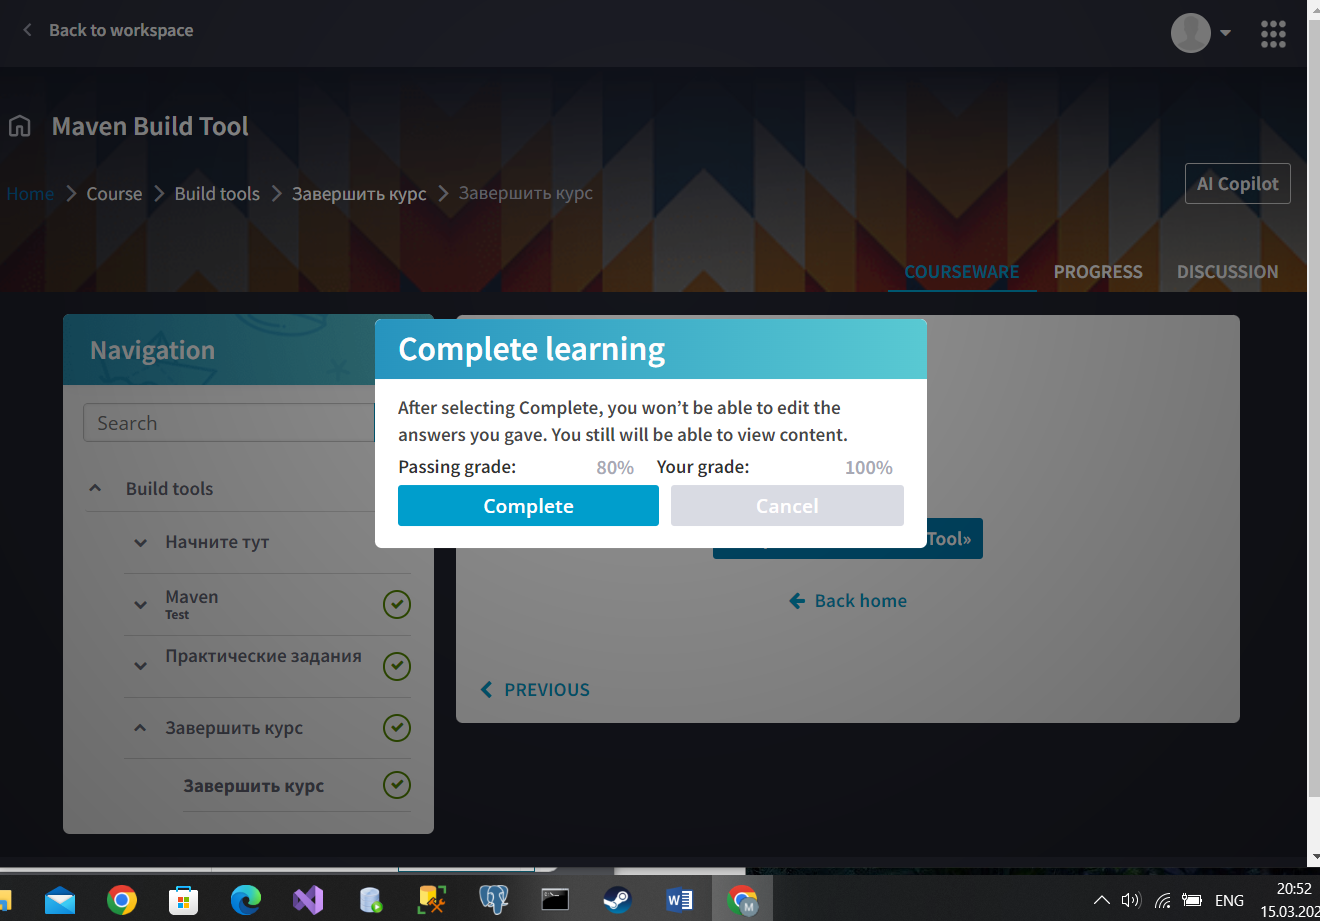 Back to workspace
Maven Build Tool
Home > Course > Build tools > Завершить курс > Завершить курс
AI Copilot
COURSEWARE PROGRESS DISCUSSION
Navigation
Search
Build tools
Начните тут
Maven
Test
Практические задания
Завершить курс
Завершить курс
Complete learning
After selecting Complete, you won’t be able to edit the
answers you gave. You still will be able to view content.
Passing grade: 80% Your grade: 100%
Complete Cancel
Tool»
Back home
PREVIOUS
ENG
20:52
15.03.202